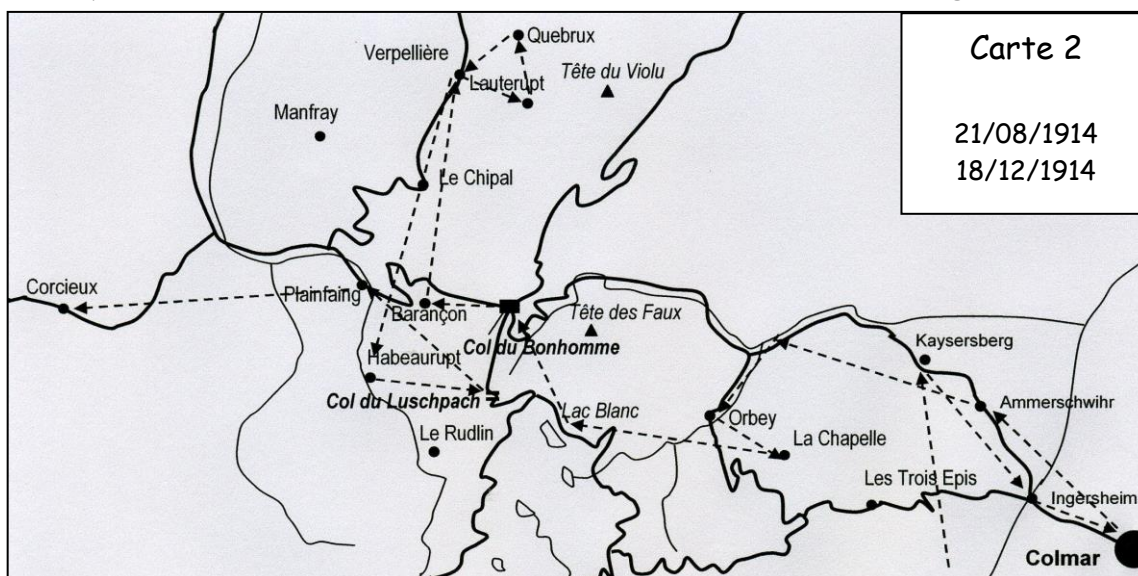 Carte 2
21/08/1914
18/12/1914
Quebrux
Verpellière
Lauterupt
Tête du Violu
Manfray
Le Chipal
Corcieux
Plainfaing
Barançon
Tête des Faux
Col du Bonhomme
Kaysersberg
Habeaurupt
Col du Luschpach
Lac Blanc
Orbey
Ammerschwihr
Le Rudlin
La Chapelle
Les Trois Epis
Ingersheim
Colmar